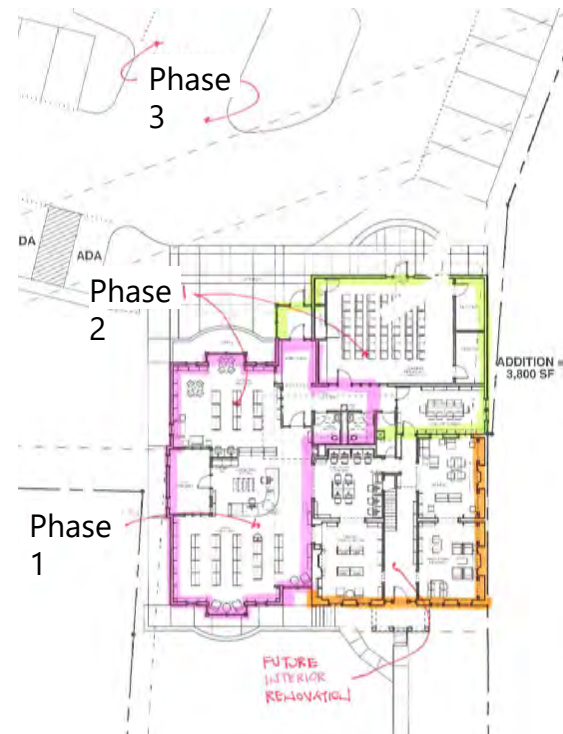 Phase
3
DA
ADA
Phase
2
ADDITION =
3,800 SF
Phase
1
FUTURE
INTERIOR
RENOVATION